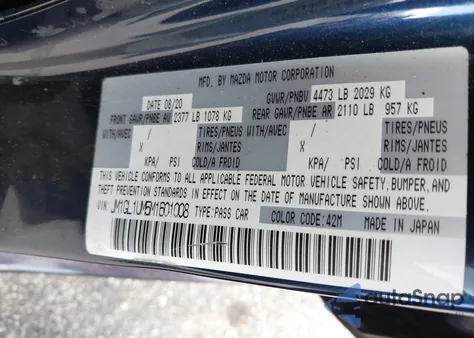 MFD. BY MAZDA MOTOR CORPORATION
DATE 08/20 GVWR/PNBV 4473 LB 2029 KG
FRONT GAWR/PNBE AV 2377 LB 1078 KG REAR GAWR/PNBE AR 2110 LB 957 KG
WITH/AVEC / TIRES/PNEUS WITH/AVEC / TIRES/PNEUS
X RIMS/JANTES X RIMS/JANTES
KPA/ PSI COLD/A FROID KPA/ PSI COLD/A FROID
THIS VEHICLE CONFORMS TO ALL APPLICABLE FEDERAL MOTOR VEHICLE SAFETY, BUMPER, AND
THEFT PREVENTION STANDARDS IN EFFECT ON THE DATE OF MANUFACTURE SHOWN ABOVE.
VIN: TYPE: PASS CAR COLOR CODE: 42M MADE IN JAPAN
autoSnap